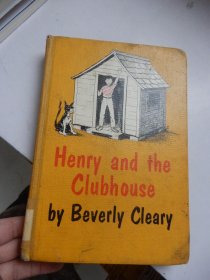 Henry and the
Clubhouse
by Beverly Cleary